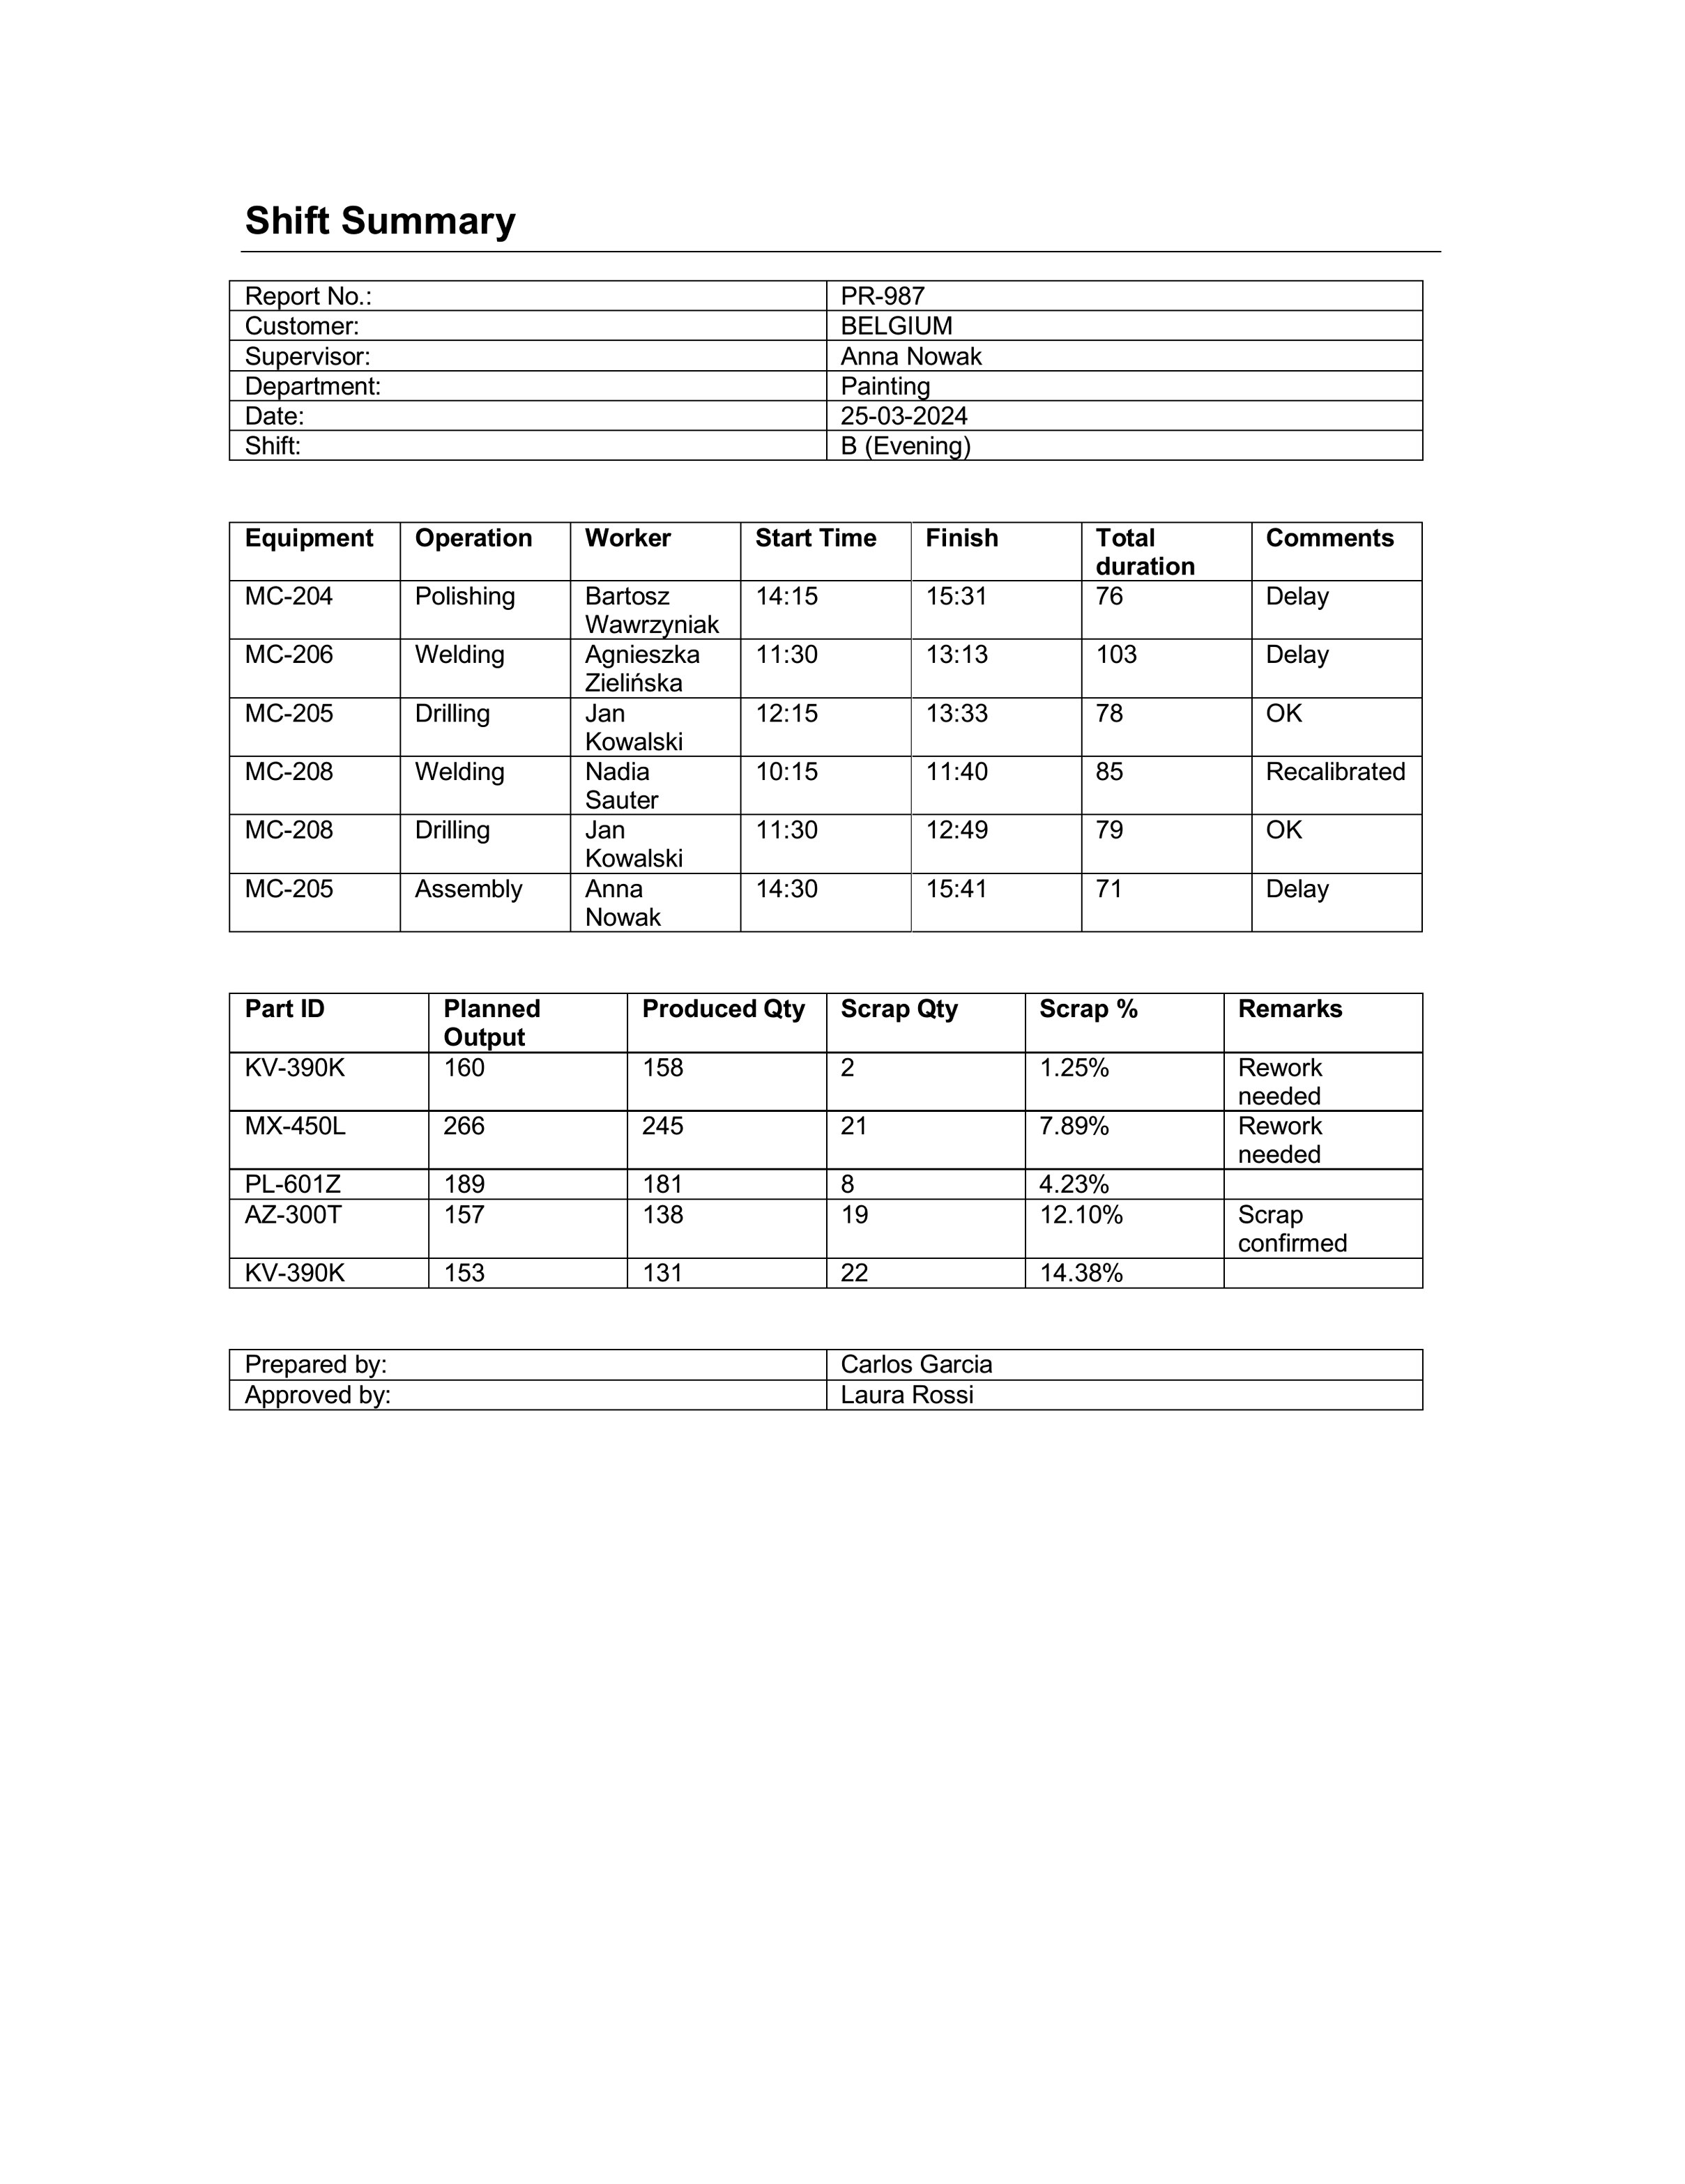 Shift Summary
Report No.: PR-987
Customer: BELGIUM
Supervisor: Anna Nowak
Department: Painting
Date: 25-03-2024
Shift: B (Evening)
Equipment Operation Worker Start Time Finish Total duration Comments
MC-204 Polishing Bartosz Wawrzyniak 14:15 15:31 76 Delay
MC-206 Welding Agnieszka Zielińska 11:30 13:13 103 Delay
MC-205 Drilling Jan Kowalski 12:15 13:33 78 OK
MC-208 Welding Nadia Sauter 10:15 11:40 85 Recalibrated
MC-208 Drilling Jan Kowalski 11:30 12:49 79 OK
MC-205 Assembly Anna Nowak 14:30 15:41 71 Delay
Part ID Planned Output Produced Qty Scrap Qty Scrap % Remarks
KV-390K 160 158 2 1.25% Rework needed
MX-450L 266 245 21 7.89% Rework needed
PL-601Z 189 181 8 4.23%
AZ-300T 157 138 19 12.10% Scrap confirmed
KV-390K 153 131 22 14.38%
Prepared by: Carlos Garcia
Approved by: Laura Rossi